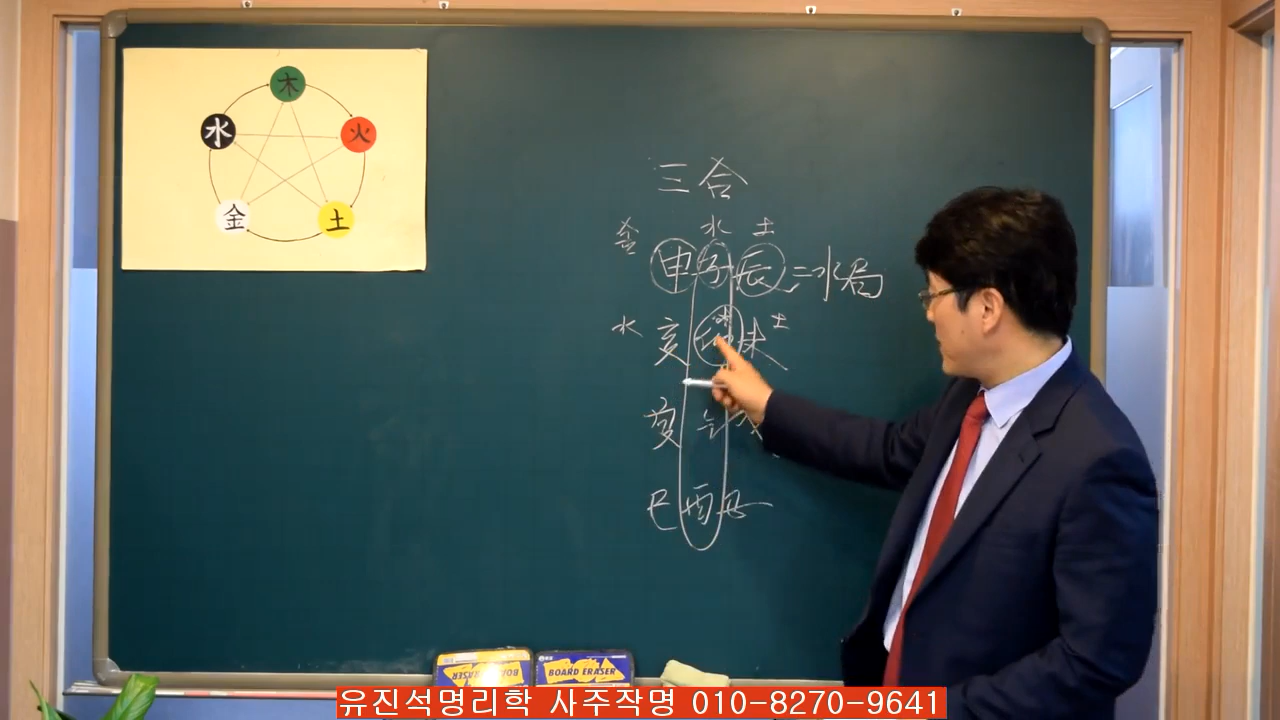 木
水 火
金 土
三合
金 水 土
申子辰=水局
水 亥卯未 土
寅午
巳酉丑
BOARD ERASER
BOARD ERASER
유진석명리학 사주작명 010-8270-9641